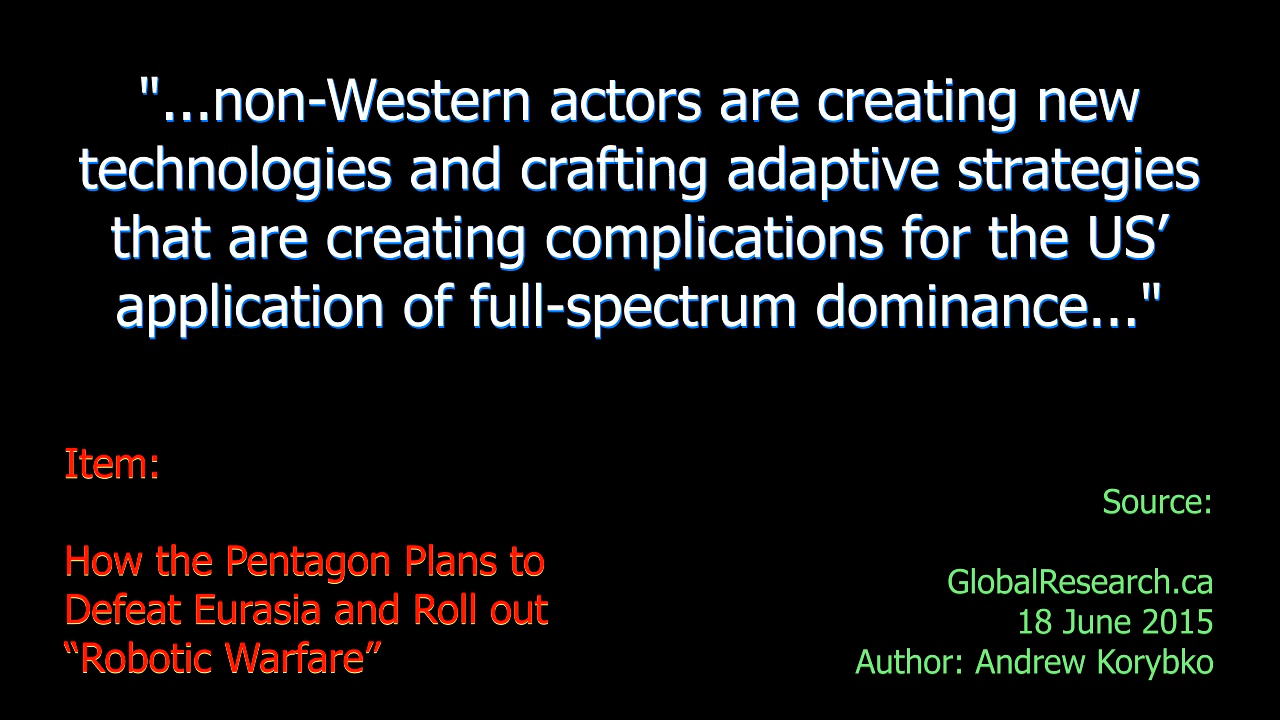 "...non-Western actors are creating new
technologies and crafting adaptive strategies
that are creating complications for the US’
application of full-spectrum dominance..."
Item:
How the Pentagon Plans to
Defeat Eurasia and Roll out
“Robotic Warfare”
Source:
GlobalResearch.ca
18 June 2015
Author: Andrew Korybko